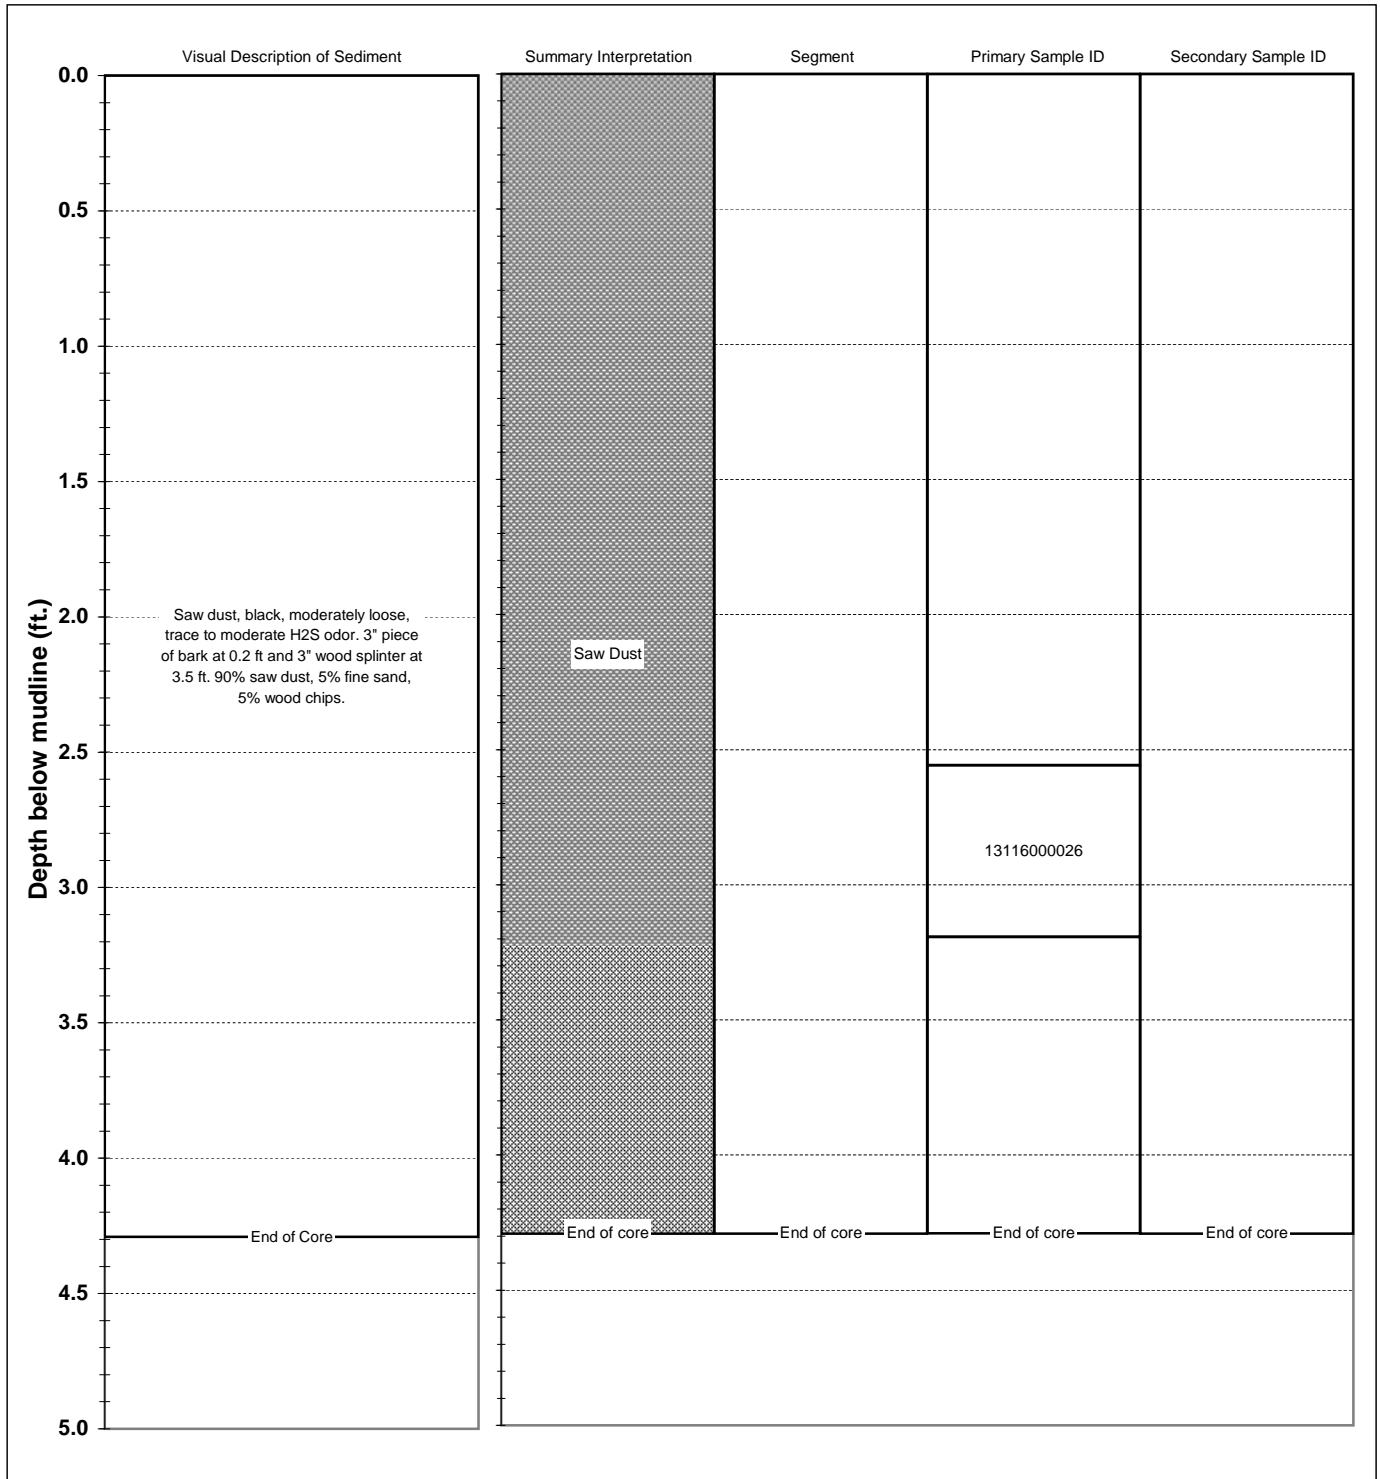 Visual Description of Sediment
Summary Interpretation
Segment
Primary Sample ID
Secondary Sample ID
Depth below mudline (ft.)
0.0
0.5
1.0
1.5
2.0
2.5
3.0
3.5
4.0
4.5
5.0
Saw dust, black, moderately loose,
trace to moderate H2S odor. 3" piece
of bark at 0.2 ft and 3" wood splinter at
3.5 ft. 90% saw dust, 5% fine sand,
5% wood chips.
Saw Dust
13116000026
End of Core
End of core
End of core
End of core
End of core